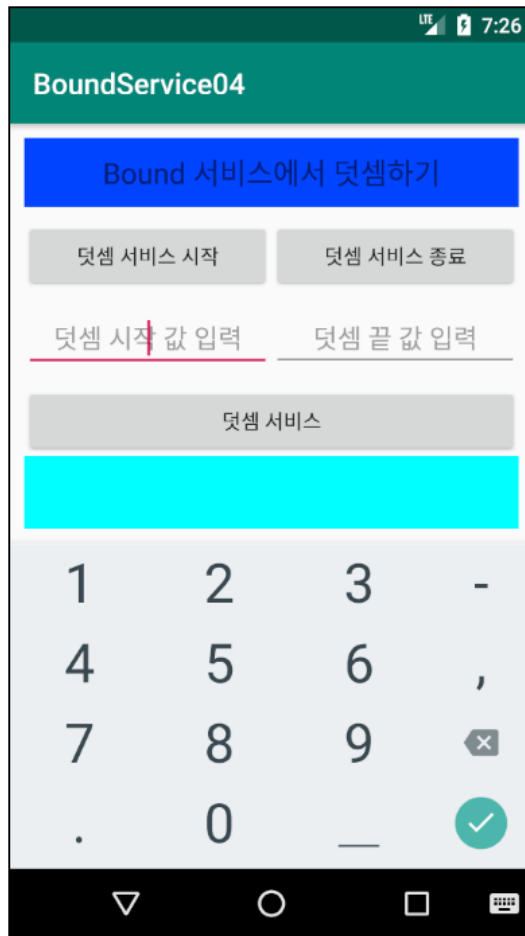 LTE 7:26
BoundService04
Bound 서비스에서 덧셈하기
덧셈 서비스 시작 덧셈 서비스 종료
덧셈 시작 값 입력 덧셈 끝 값 입력
덧셈 서비스
1 2 3 -
4 5 6 ,
7 8 9
. 0 _